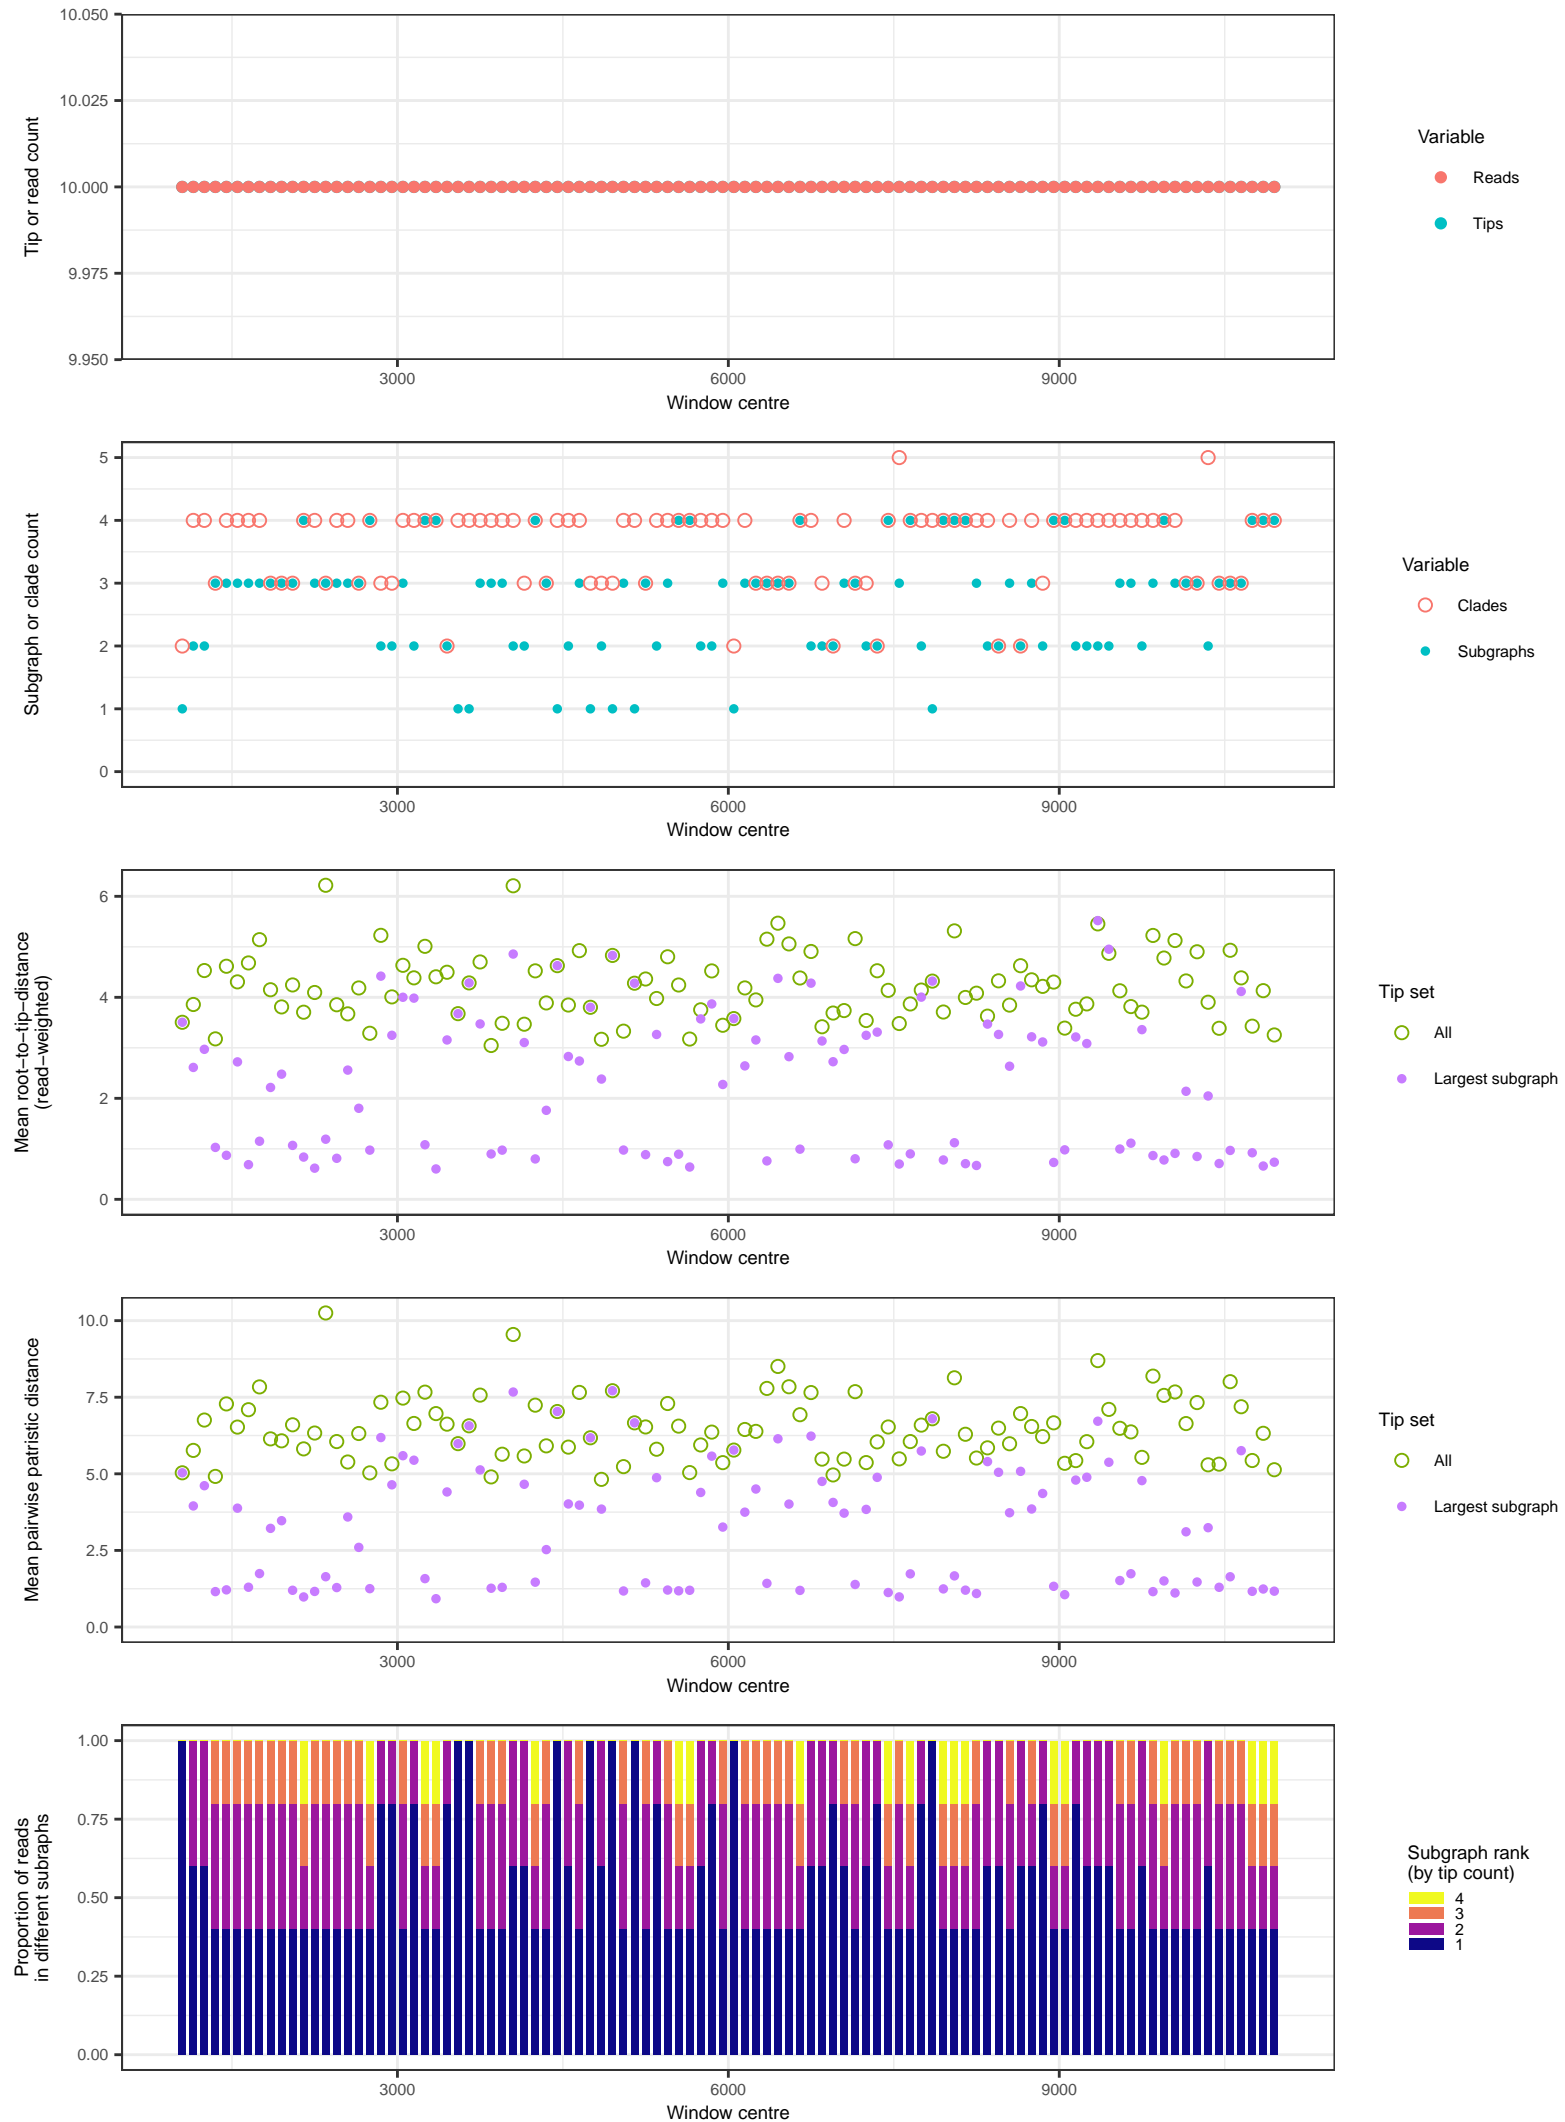 10.050
10.025
10.000
9.975
9.950
Tip or read count
3000 6000 9000
Window centre
Variable
Reads
Tips
5
4
3
2
1
0
Subgraph or clade count
3000 6000 9000
Window centre
Variable
Clades
Subgraphs
6
4
2
0
Mean root−to−tip−distance
(read−weighted)
3000 6000 9000
Window centre
Tip set
All
Largest subgraph
10.0
7.5
5.0
2.5
0.0
Mean pairwise patristic distance
3000 6000 9000
Window centre
Tip set
All
Largest subgraph
1.00
0.75
0.50
0.25
0.00
Proportion of reads
in different subraphs
3000 6000 9000
Window centre
Subgraph rank
(by tip count)
4
3
2
1